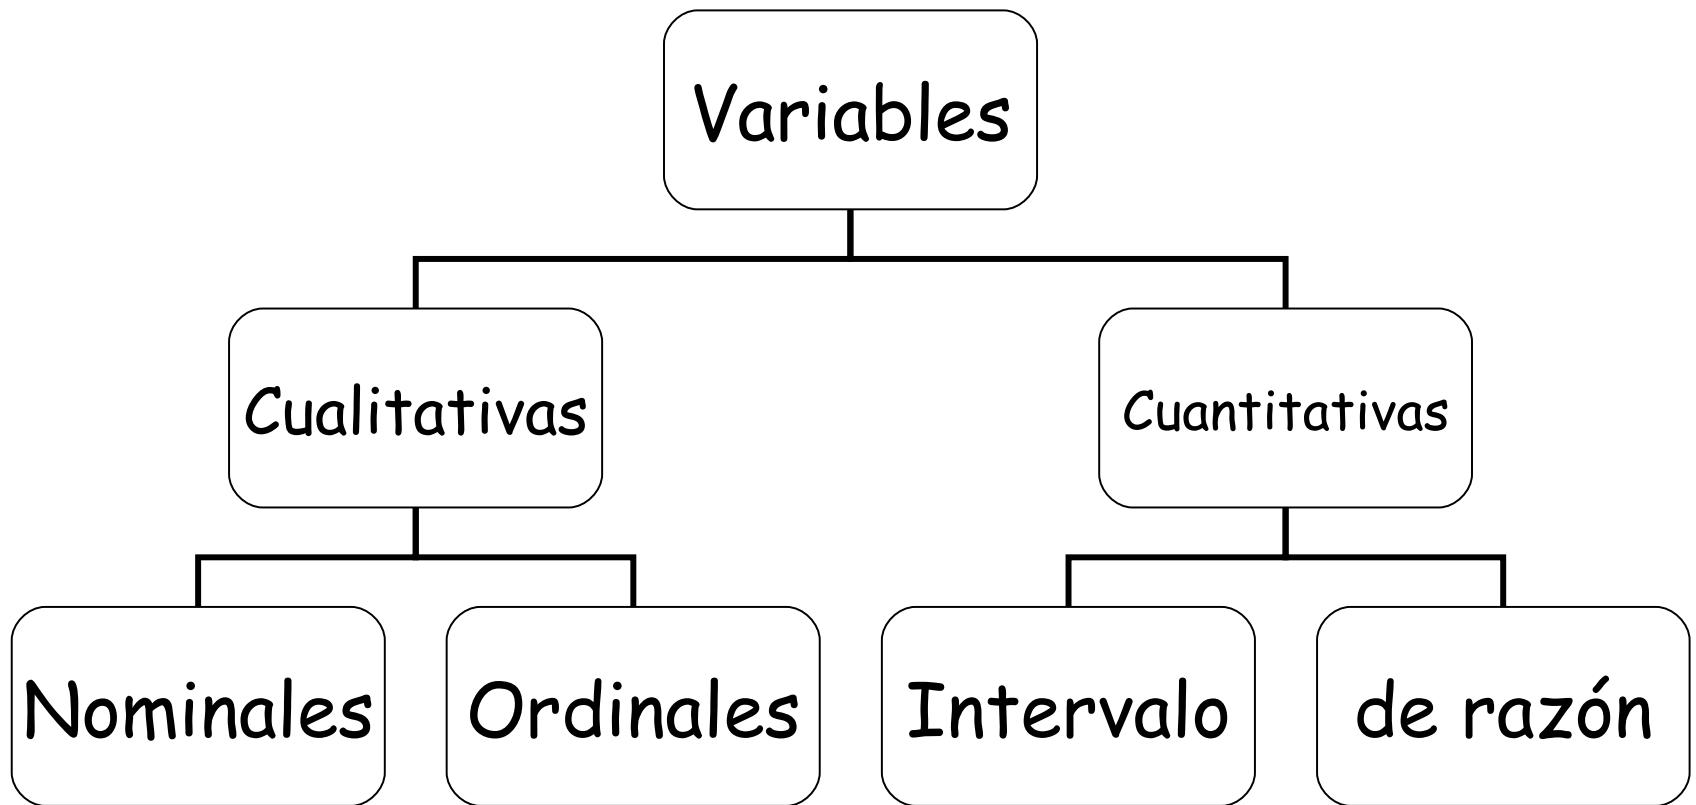 Variables
Cualitativas
Cuantitativas
Nominales
Ordinales
Intervalo
de razón